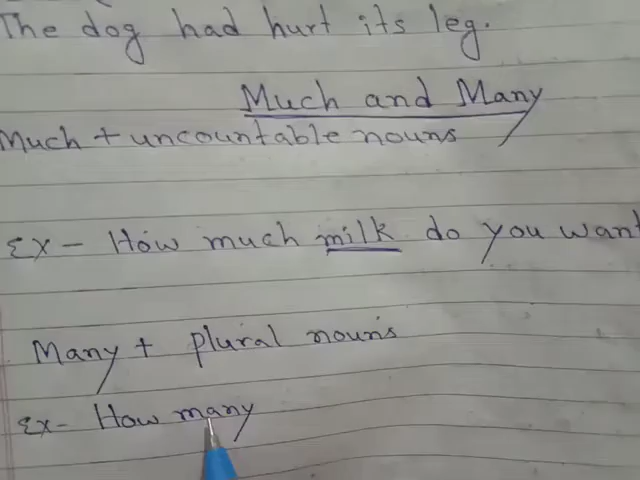 The dog had hurt its leg.
Much and Many
Much + uncountable nouns
Ex - How much milk do you want
Many + plural nouns
Ex - How many